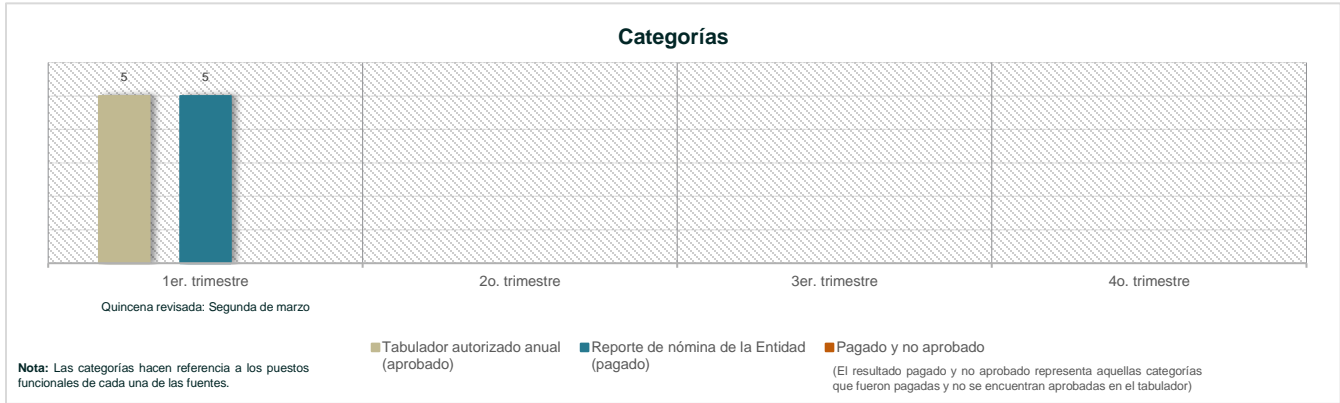 Categorías
5 5
1er. trimestre 2o. trimestre 3er. trimestre 4o. trimestre
Quincena revisada: Segunda de marzo
Tabulador autorizado anual
(aprobado)
Reporte de nómina de la Entidad
(pagado)
Pagado y no aprobado
(El resultado pagado y no aprobado representa aquellas categorías
que fueron pagadas y no se encuentran aprobadas en el tabulador)
Nota: Las categorías hacen referencia a los puestos
funcionales de cada una de las fuentes.